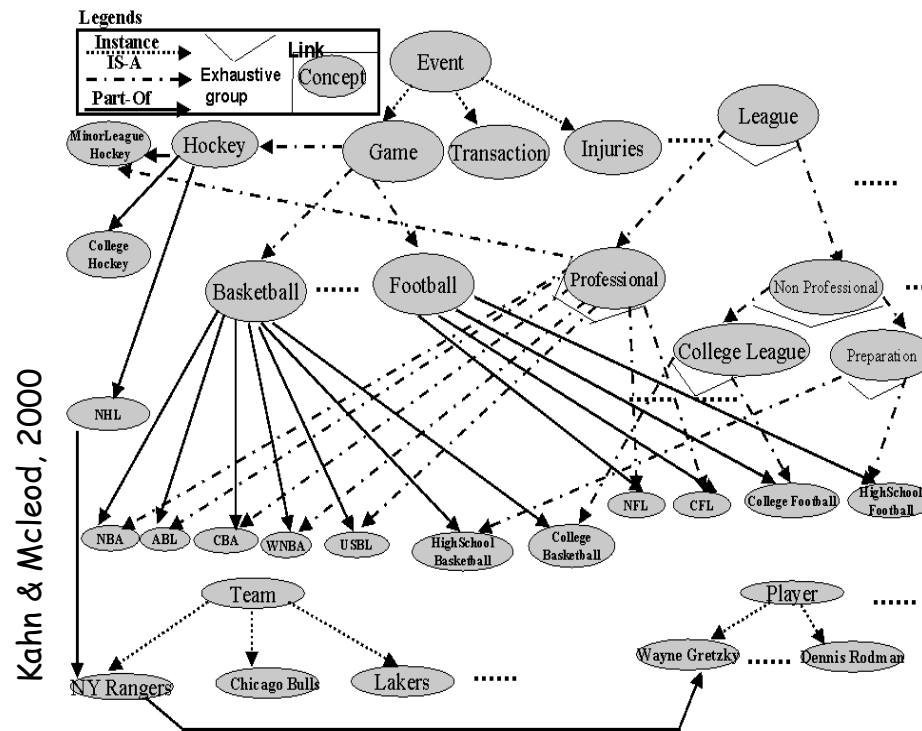 Legends
Instance
IS-A
Part-Of
Exhaustive
group
Link
Concept
Event
League
MinorLeague
Hockey
Hockey
Game
Transaction
Injuries
College
Hockey
Basketball
Football
Professional
Non Professional
College League
Preparation
NHL
NBA
ABL
CBA
WNBA
USBL
HighSchool
Basketball
College
Basketball
NFL
CFL
College Football
HighSchool
Football
Team
Player
NY Rangers
Chicago Bulls
Lakers
Wayne Gretzky
Dennis Rodman
Kahn & Mcleod, 2000